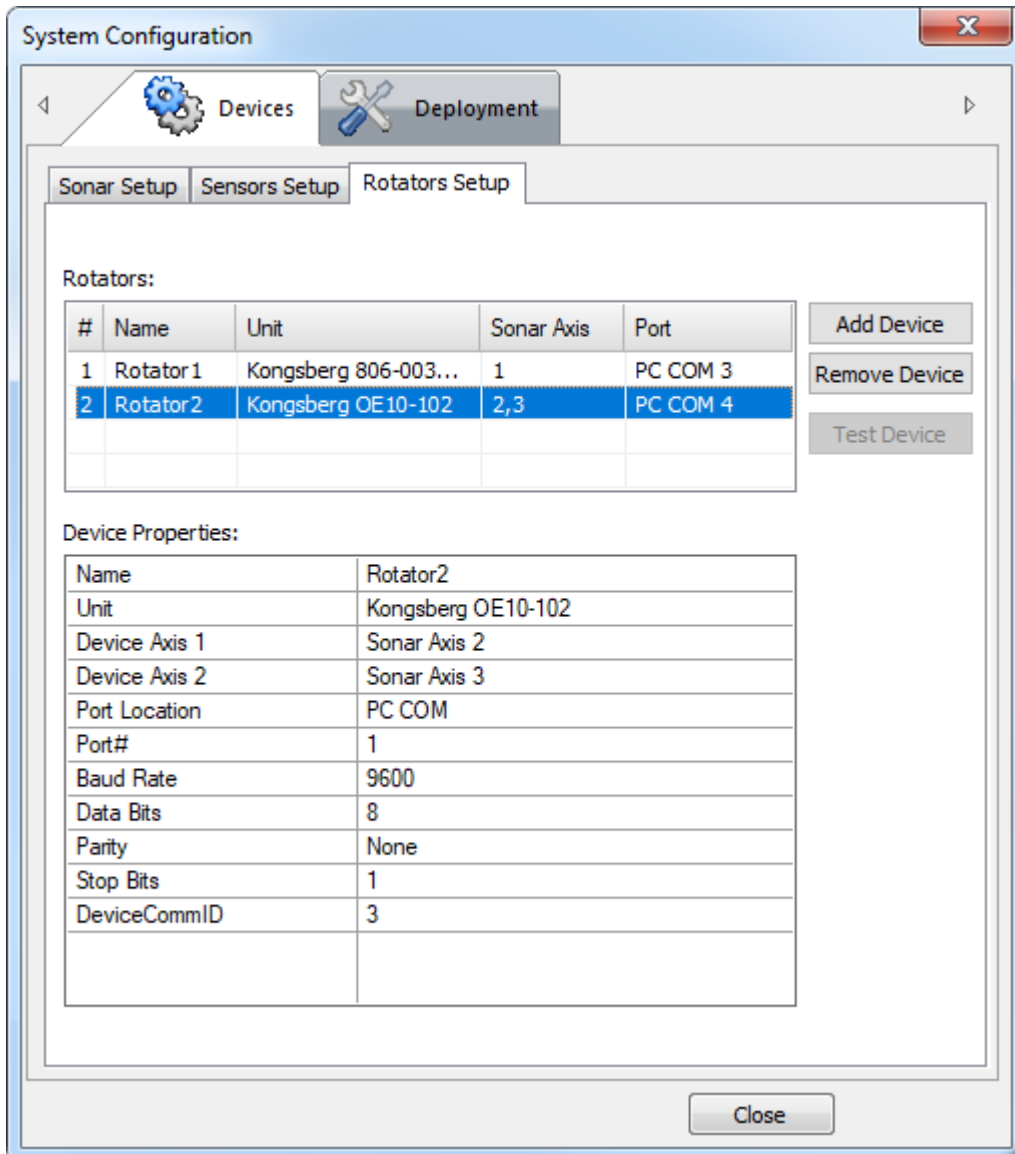 System Configuration
Devices Deployment
Sonar Setup Sensors Setup Rotators Setup
Rotators:
# Name Unit Sonar Axis Port
Add Device
1 Rotator1 Kongsberg 806-003... 1 PC COM 3
Remove Device
2 Rotator2 Kongsberg OE10-102 2,3 PC COM 4
Test Device
Device Properties:
Name Rotator2
Unit Kongsberg OE10-102
Device Axis 1 Sonar Axis 2
Device Axis 2 Sonar Axis 3
Port Location PC COM
Port# 1
Baud Rate 9600
Data Bits 8
Parity None
Stop Bits 1
DeviceCommID 3
Close